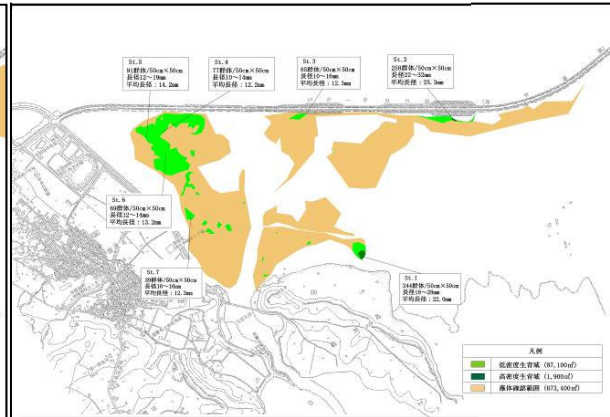 St.5
91群体/50cm×50cm
長径12~19mm
平均長径：14.2mm
St.4
77群体/50cm×50cm
長径10~14mm
平均長径：12.2mm
St.3
85群体/50cm×50cm
長径10~16mm
平均長径：12.3mm
St.2
258群体/50cm×50cm
長径22~32mm
平均長径：25.3mm
St.6
69群体/50cm×50cm
長径12~14mm
平均長径：13.2mm
St.7
39群体/50cm×50cm
長径10~16mm
平均長径：12.3mm
St.1
244群体/50cm×50cm
長径18~28mm
平均長径：22.0mm
凡例
低密度生育域 (87,100㎡)
高密度生育域 (1,900㎡)
藻体確認範囲 (673,400㎡)